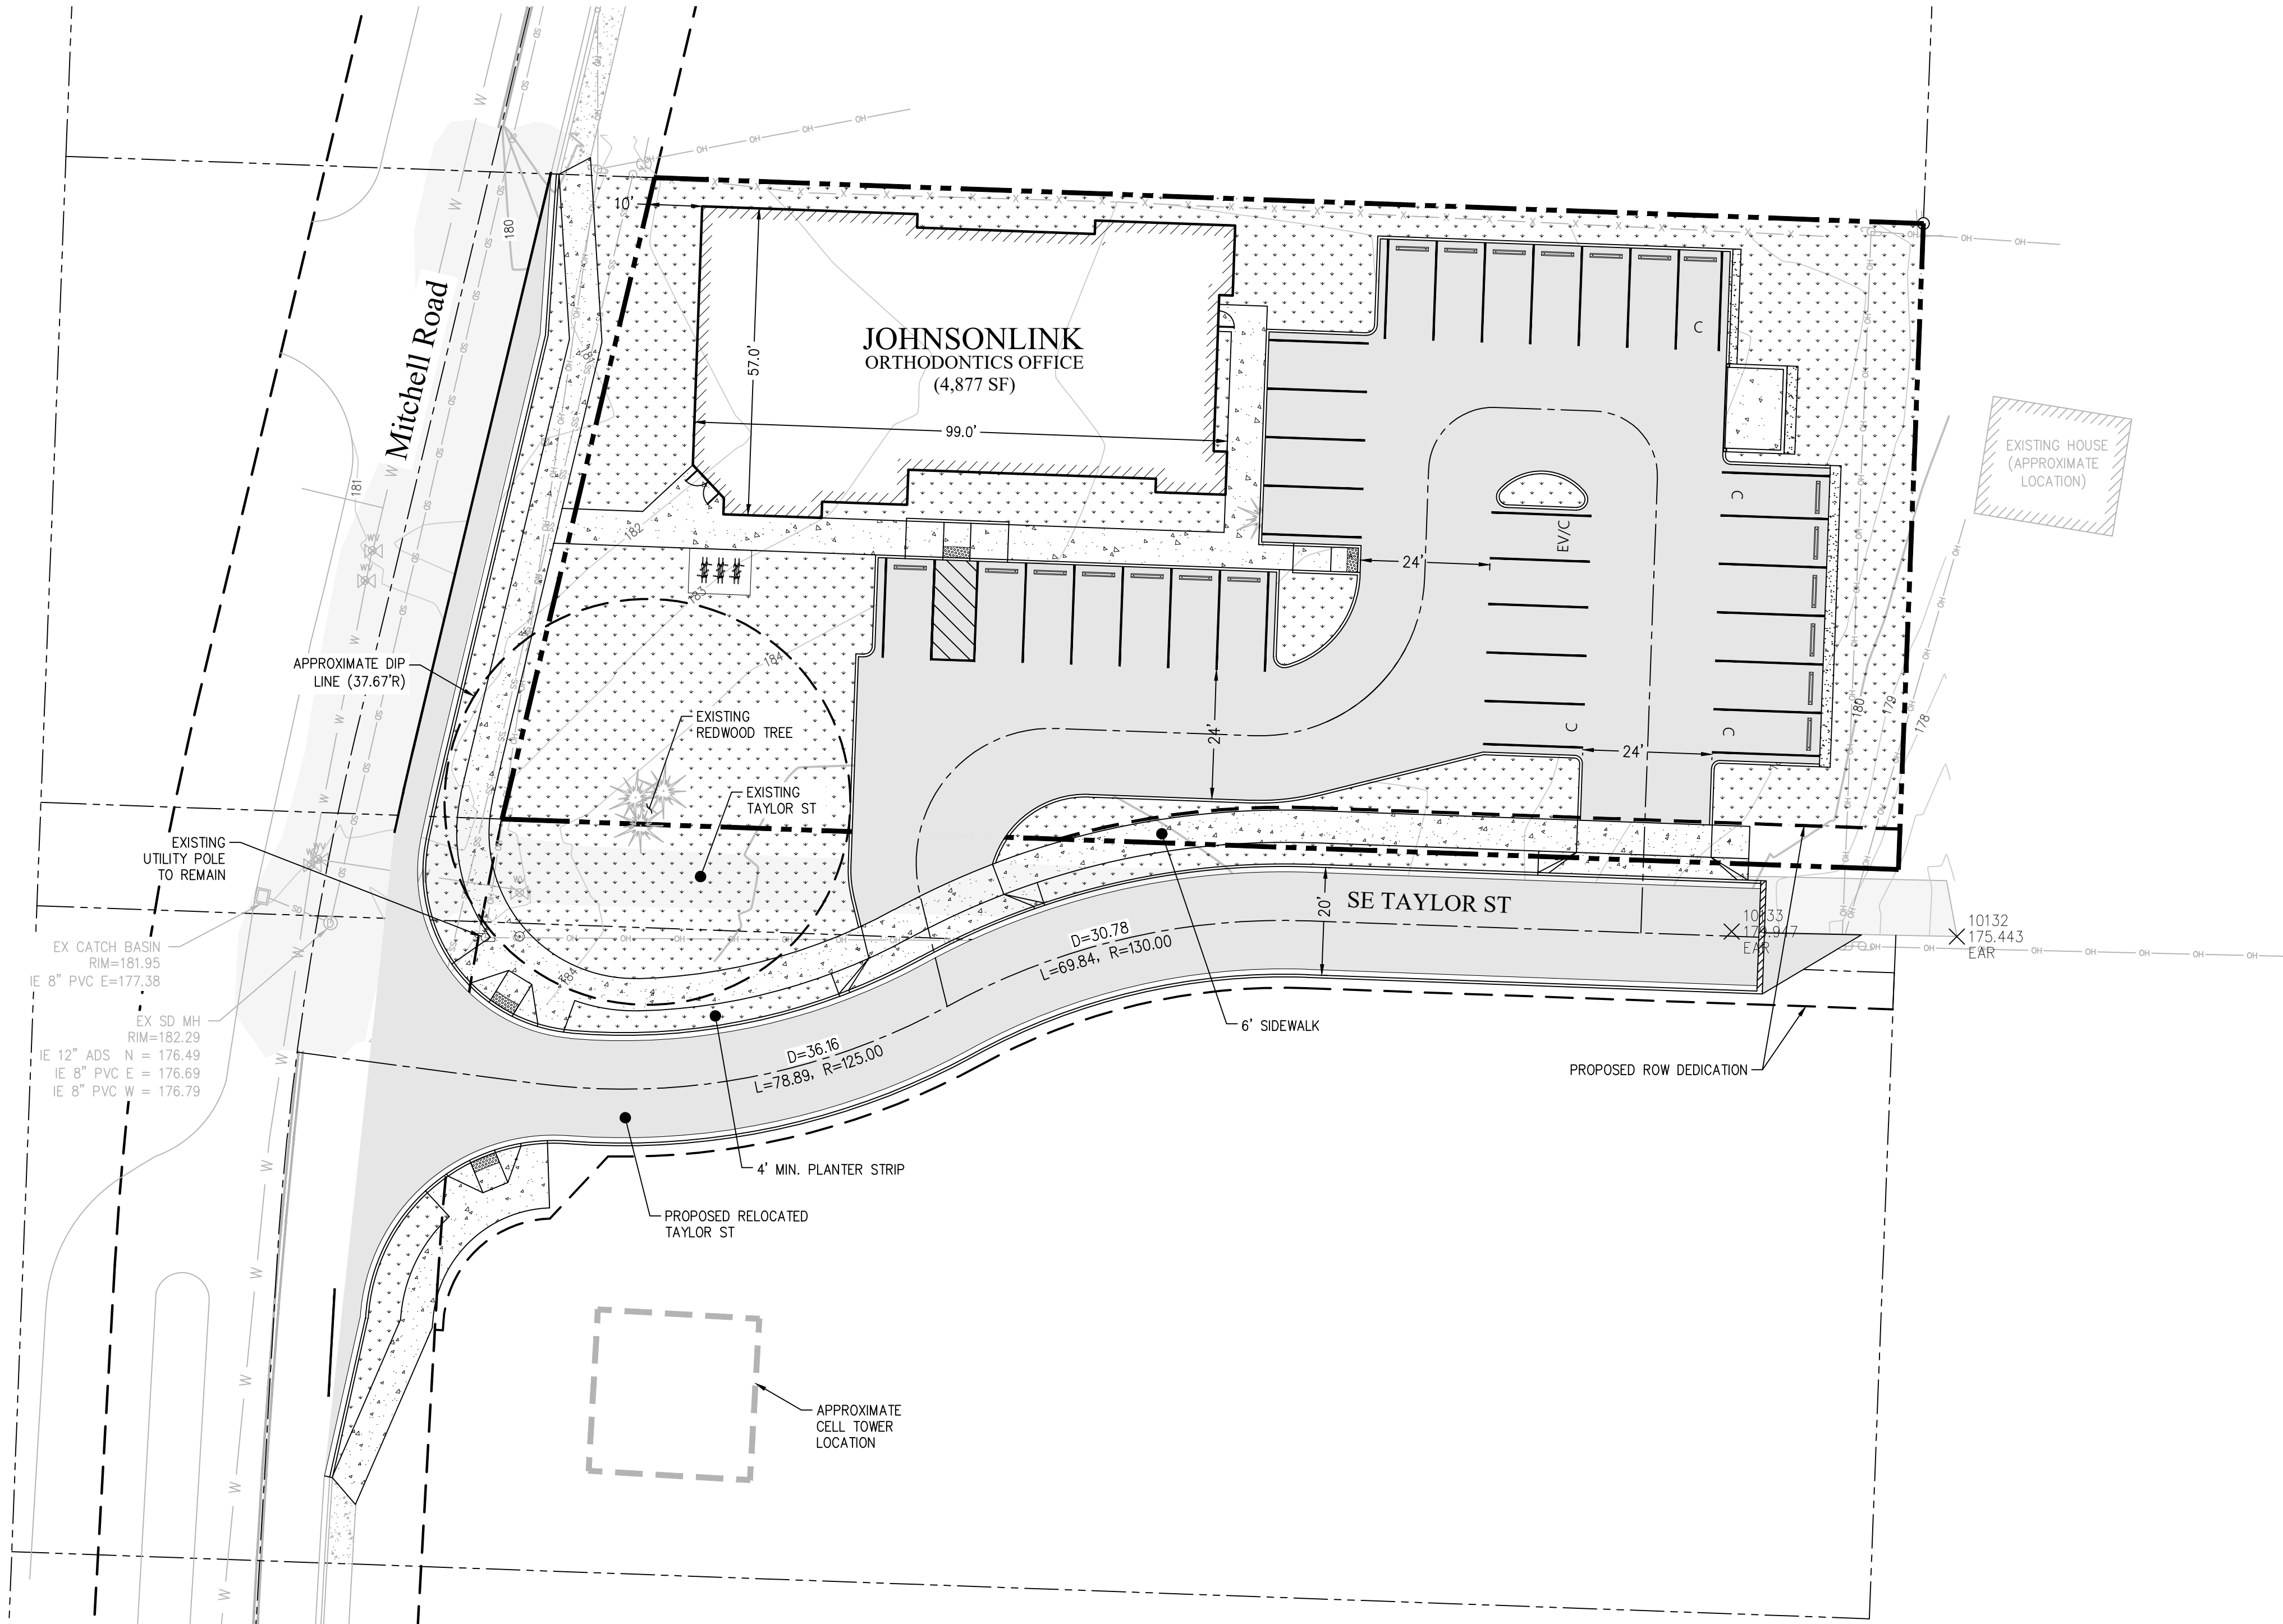 Mitchell Road
180
181
10'
57.0'
99.0'
JOHNSONLINK
ORTHODONTICS OFFICE
(4,877 SF)
C
C
EV/C
C
C
24'
24'
24'
EXISTING HOUSE
(APPROXIMATE
LOCATION)
182
183
184
180
179
178
APPROXIMATE DIP
LINE (37.67'R)
EXISTING
REDWOOD TREE
EXISTING
TAYLOR ST
EXISTING
UTILITY POLE
TO REMAIN
EX CATCH BASIN
RIM=181.95
IE 8" PVC E=177.38
EX SD MH
RIM=182.29
IE 12" ADS N = 176.49
IE 8" PVC E = 176.69
IE 8" PVC W = 176.79
184
SE TAYLOR ST
20'
D=30.78
L=69.84, R=130.00
D=36.16
L=78.89, R=125.00
10133
EAR
10132
175.443
EAR
6' SIDEWALK
PROPOSED ROW DEDICATION
4' MIN. PLANTER STRIP
PROPOSED RELOCATED
TAYLOR ST
APPROXIMATE
CELL TOWER
LOCATION